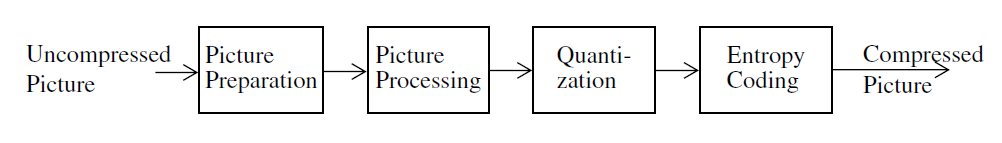 Uncompressed
Picture
Picture
Preparation
Picture
Processing
Quanti-
zation
Entropy
Coding
Compressed
Picture